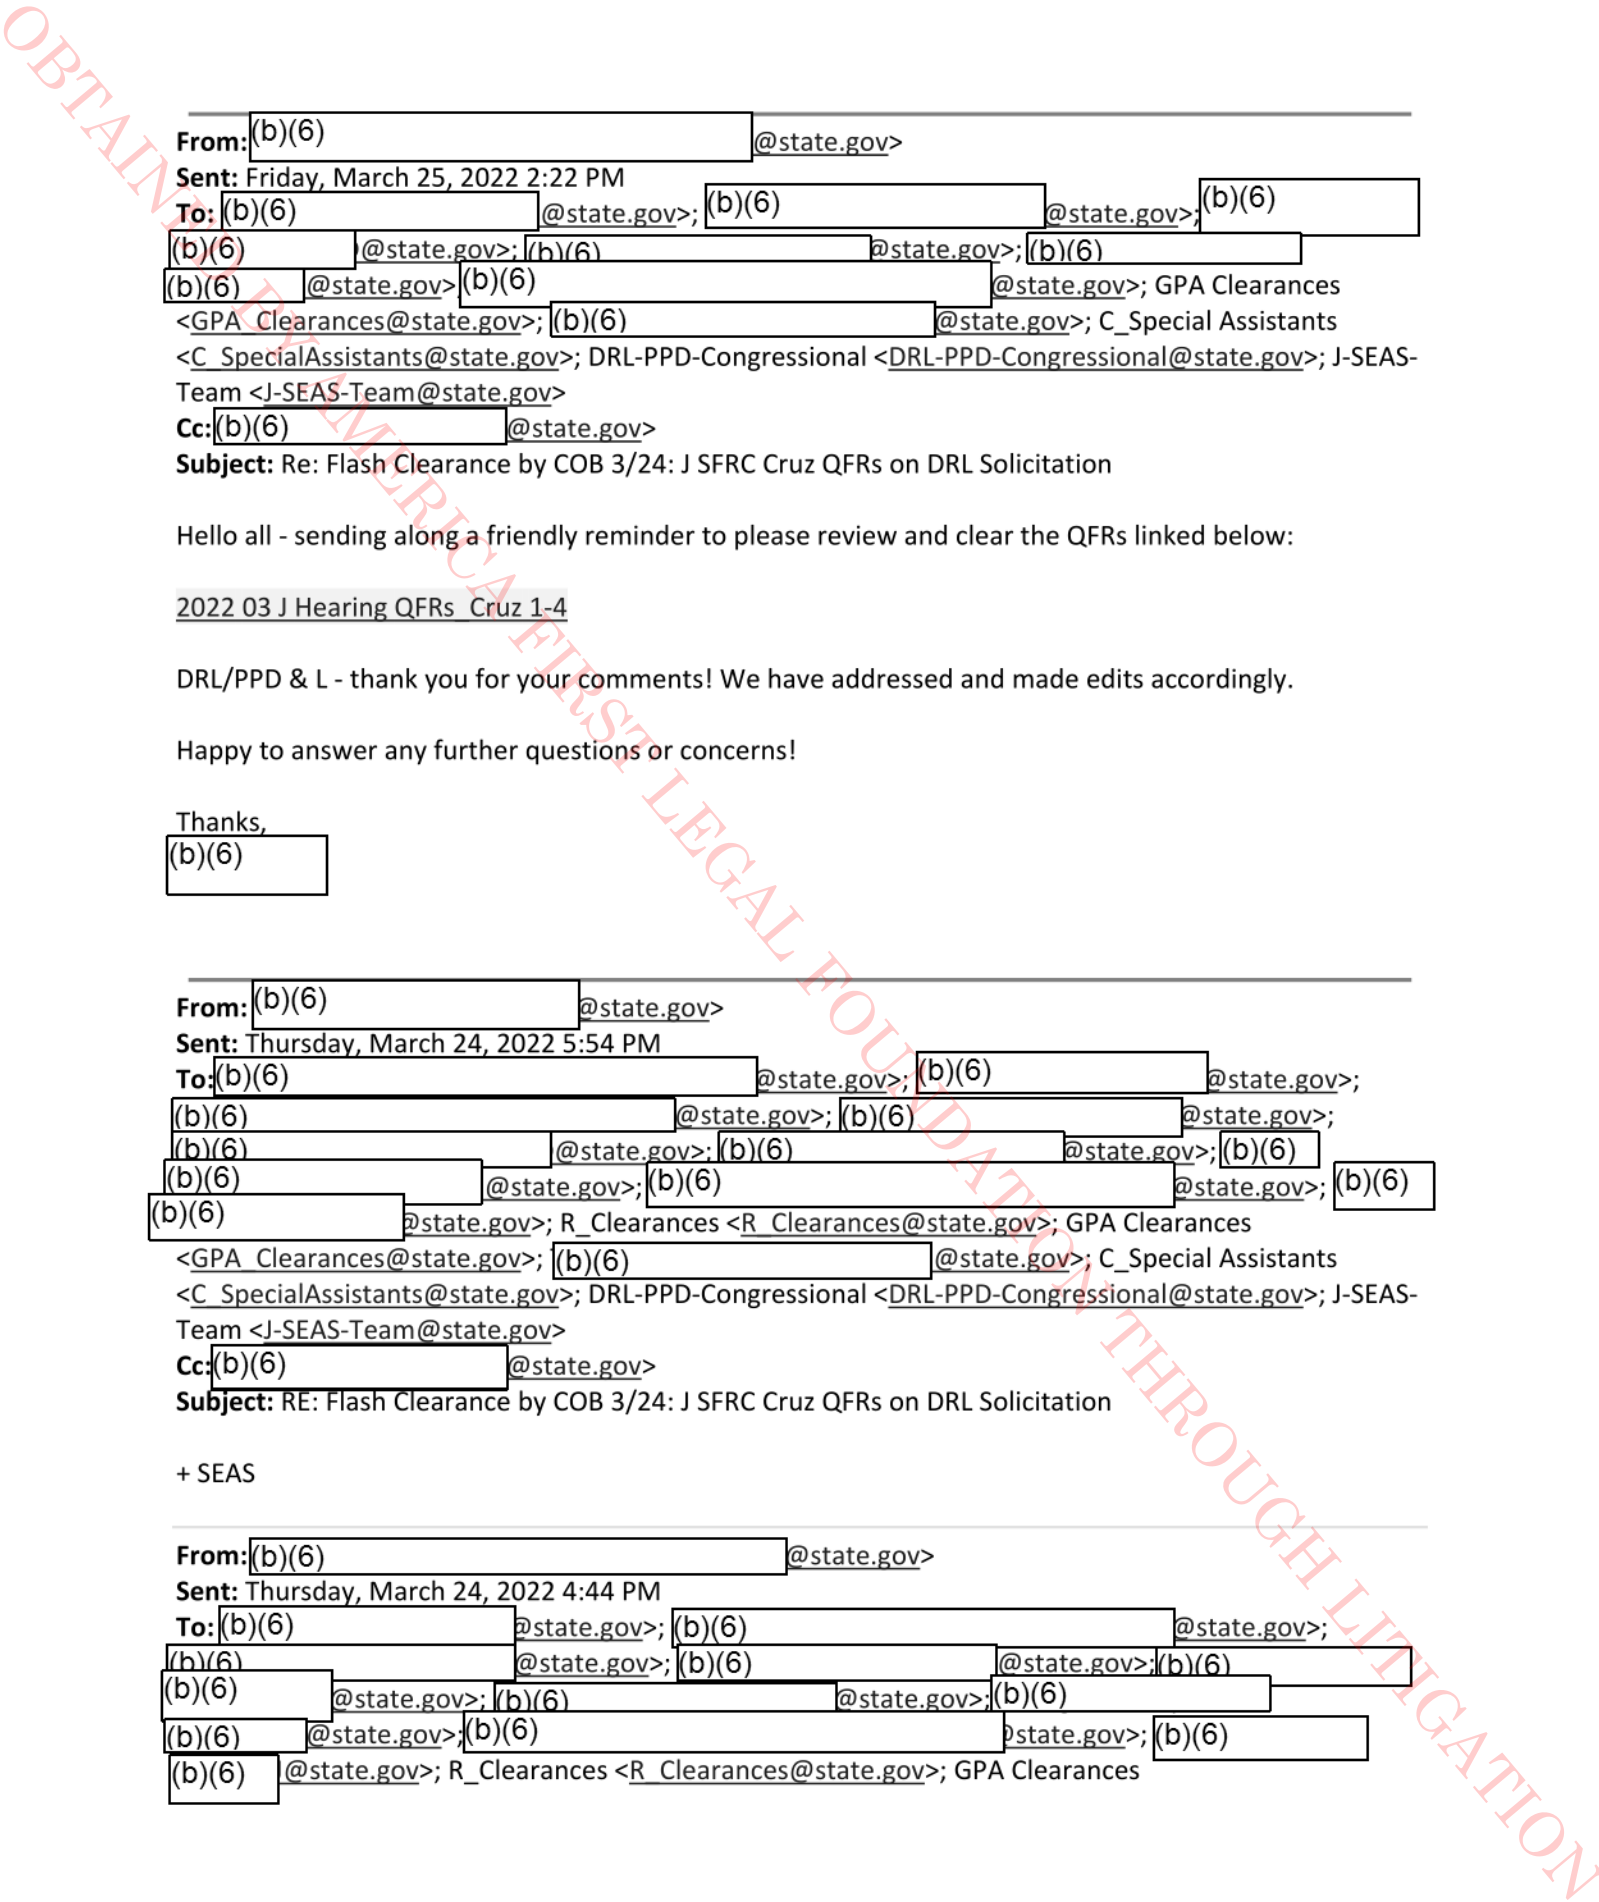 From: (b)(6) @state.gov>
Sent: Friday, March 25, 2022 2:22 PM
To: (b)(6) @state.gov>; (b)(6) @state.gov>; (b)(6)
(b)(6) @state.gov>; (b)(6) @state.gov>; (b)(6)
(b)(6) @state.gov> (b)(6) @state.gov>; GPA Clearances
<GPA_Clearances@state.gov>; (b)(6) @state.gov>; C_Special Assistants
<C_SpecialAssistants@state.gov>; DRL-PPD-Congressional <DRL-PPD-Congressional@state.gov>; J-SEAS-
Team <J-SEAS-Team@state.gov>
Cc: (b)(6) @state.gov>
Subject: Re: Flash Clearance by COB 3/24: J SFRC Cruz QFRs on DRL Solicitation
Hello all - sending along a friendly reminder to please review and clear the QFRs linked below:
2022 03 J Hearing QFRs_Cruz 1-4
DRL/PPD & L - thank you for your comments! We have addressed and made edits accordingly.
Happy to answer any further questions or concerns!
Thanks,
(b)(6)
From: (b)(6) @state.gov>
Sent: Thursday, March 24, 2022 5:54 PM
To: (b)(6) @state.gov>; (b)(6) @state.gov>;
(b)(6) @state.gov>; (b)(6) @state.gov>;
(b)(6) @state.gov>; (b)(6) @state.gov>; (b)(6)
(b)(6) @state.gov>; (b)(6) @state.gov>; (b)(6)
(b)(6) @state.gov>; R_Clearances <R_Clearances@state.gov>; GPA Clearances
<GPA_Clearances@state.gov>; (b)(6) @state.gov>; C_Special Assistants
<C_SpecialAssistants@state.gov>; DRL-PPD-Congressional <DRL-PPD-Congressional@state.gov>; J-SEAS-
Team <J-SEAS-Team@state.gov>
Cc: (b)(6) @state.gov>
Subject: RE: Flash Clearance by COB 3/24: J SFRC Cruz QFRs on DRL Solicitation
+ SEAS
From: (b)(6) @state.gov>
Sent: Thursday, March 24, 2022 4:44 PM
To: (b)(6) @state.gov>; (b)(6) @state.gov>;
(b)(6) @state.gov>; (b)(6) @state.gov>; (b)(6)
(b)(6) @state.gov>; (b)(6) @state.gov>; (b)(6)
(b)(6) @state.gov>; (b)(6) @state.gov>; (b)(6)
(b)(6) @state.gov>; R_Clearances <R_Clearances@state.gov>; GPA Clearances
OBTAINED BY AMERICA FIRST LEGAL FOUNDATION THROUGH LITIGATION